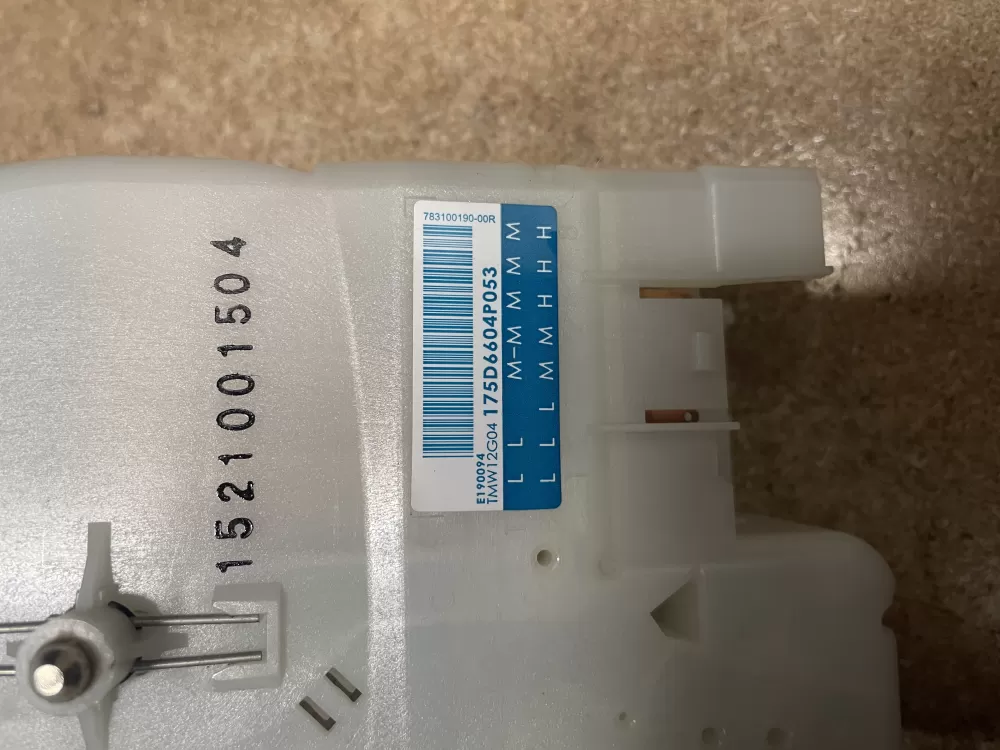 1521001504
783100190-00R
E190094
TMW12G04 175D6604P053
L L M-M M M M
L L L M M H H H